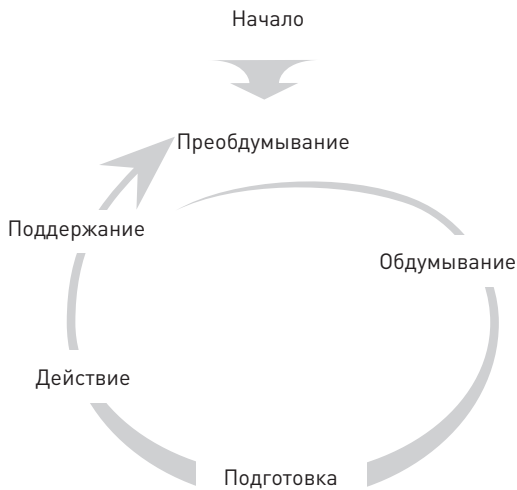 Начало
Преобдумывание
Обдумывание
Подготовка
Действие
Поддержание